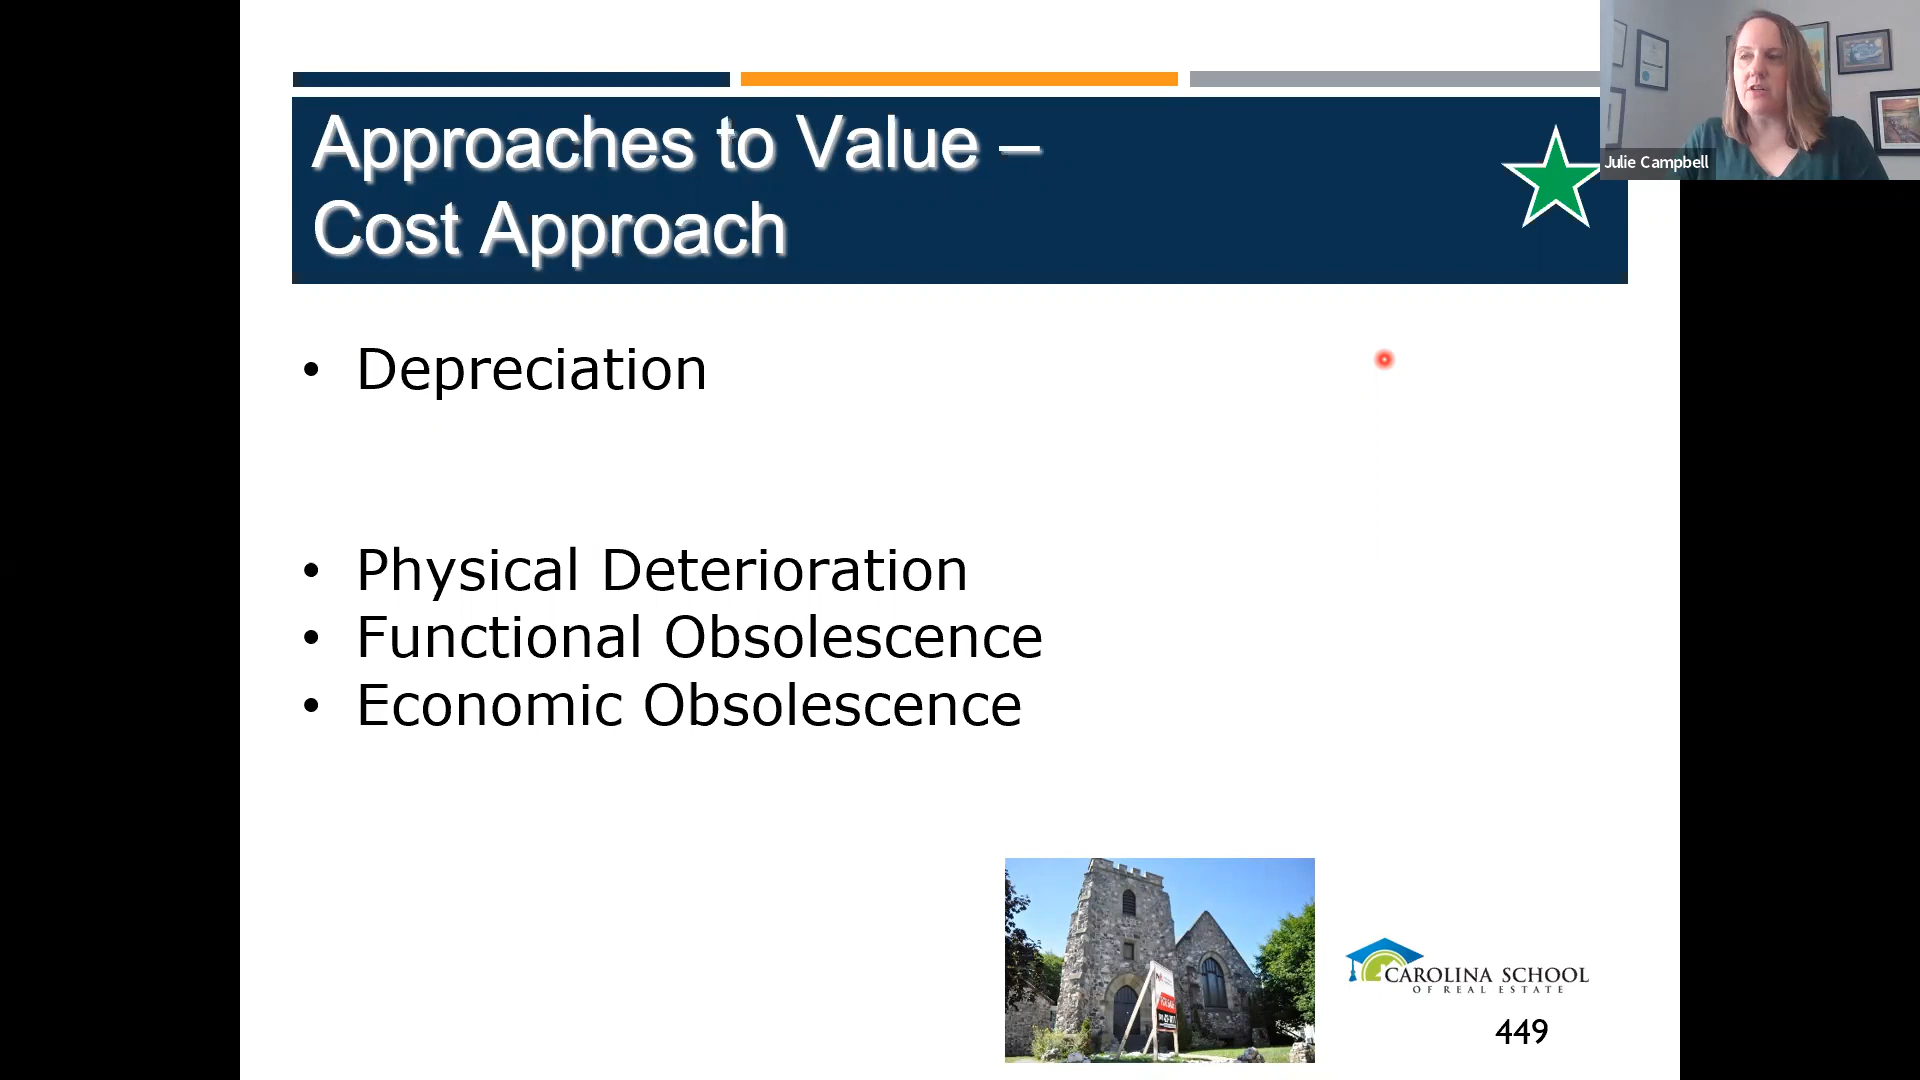 Approaches to Value –
Cost Approach
Julie Campbell
• Depreciation
• Physical Deterioration
• Functional Obsolescence
• Economic Obsolescence
CAROLINA SCHOOL
OF REAL ESTATE
449